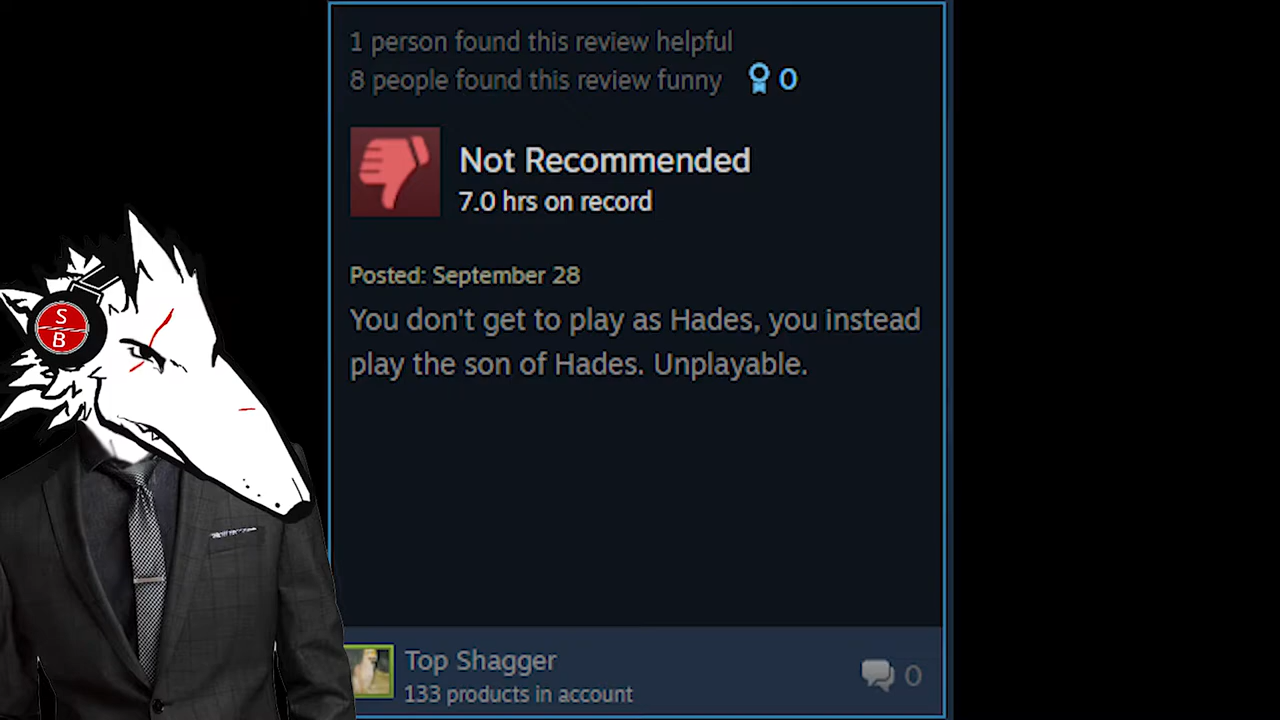 1 person found this review helpful
8 people found this review funny 0
Not Recommended
7.0 hrs on record
Posted: September 28
You don't get to play as Hades, you instead
play the son of Hades. Unplayable.
S
B
Top Shagger
133 products in account
0